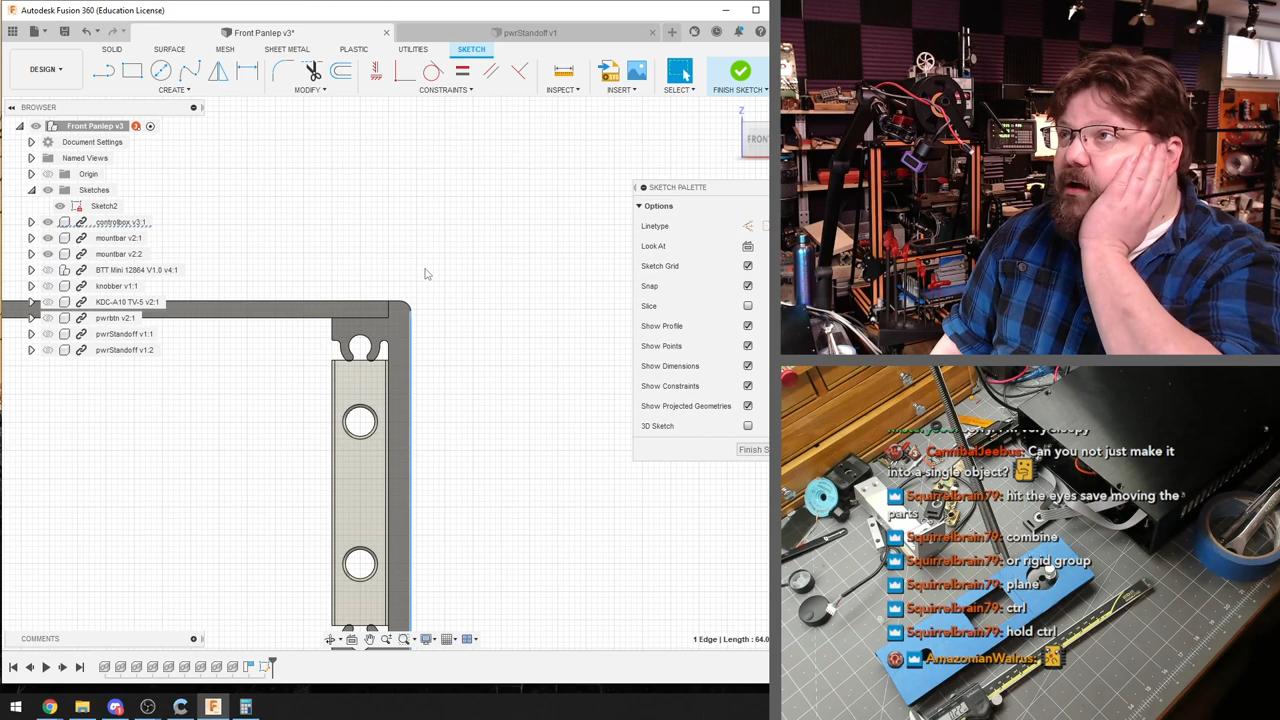 Autodesk Fusion 360 (Education License)
Front Panlep v3*
pwrStandoff v1
DESIGN
SOLID
SURFACE
MESH
SHEET METAL
PLASTIC
UTILITIES
SKETCH
CREATE
MODIFY
CONSTRAINTS
INSPECT
INSERT
SELECT
FINISH SKETCH
BROWSER
Front Panlep v3
Document Settings
Named Views
Origin
Sketches
Sketch2
controlbox v3:1
mountbar v2:1
mountbar v2:2
BTT Mini 12864 V1.0 v4:1
knobber v1:1
KDC-A10 TV-5 v2:1
pwrbtn v2:1
pwrStandoff v1:1
pwrStandoff v1:2
Z
FRONT
SKETCH PALETTE
Options
Linetype
Look At
Sketch Grid
Snap
Slice
Show Profile
Show Points
Show Dimensions
Show Constraints
Show Projected Geometries
3D Sketch
Finish S
COMMENTS
1 Edge | Length : 64.0
CannibalJeebus: Can you not just make it
into a single object?
Squirrelbrain79: hit the eyes save moving the
parts
Squirrelbrain79: combine
Squirrelbrain79: or rigid group
Squirrelbrain79: plane
Squirrelbrain79: ctrl
Squirrelbrain79: hold ctrl
AmazonianWalrus: